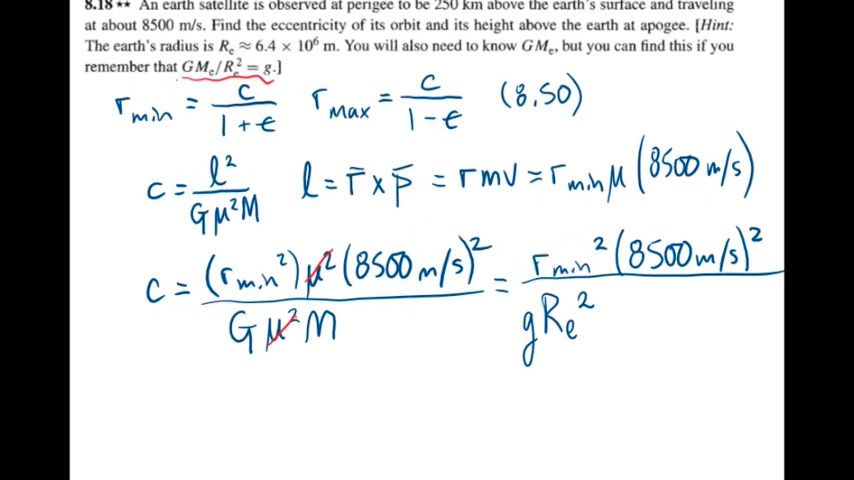 8.18 ★★ An earth satellite is observed at perigee to be 250 km above the earth's surface and traveling
at about 8500 m/s. Find the eccentricity of its orbit and its height above the earth at apogee. [Hint:
The earth's radius is Rₑ ≈ 6.4 × 10⁶ m. You will also need to know GMₑ, but you can find this if you
remember that GMₑ/Rₑ² = g.]
r_min = c/(1+ϵ) r_max = c/(1-ϵ) (8.50)
c = ℓ²/(Gμ²M) ℓ = r̄ × p̄ = rmv = r_min μ (8500 m/s)
c = (r_min²) μ² (8500 m/s)²/(Gμ²M) = r_min² (8500 m/s)²/(gRₑ²)